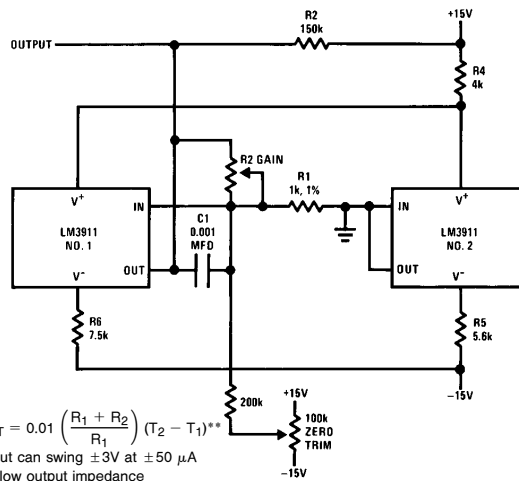 +15V
R2
150k
OUTPUT
R4
4k
R2 GAIN
R1
1k, 1%
V+
V+
IN
IN
C1
0.001
MFD
LM3911
NO. 1
LM3911
NO. 2
OUT
OUT
V-
V-
R6
7.5k
R5
5.6k
-15V
200k
+15V
100k
ZERO
TRIM
-15V
T = 0.01 (R1 + R2 / R1) (T2 − T1)**
ut can swing ±3V at ±50 μA
low output impedance